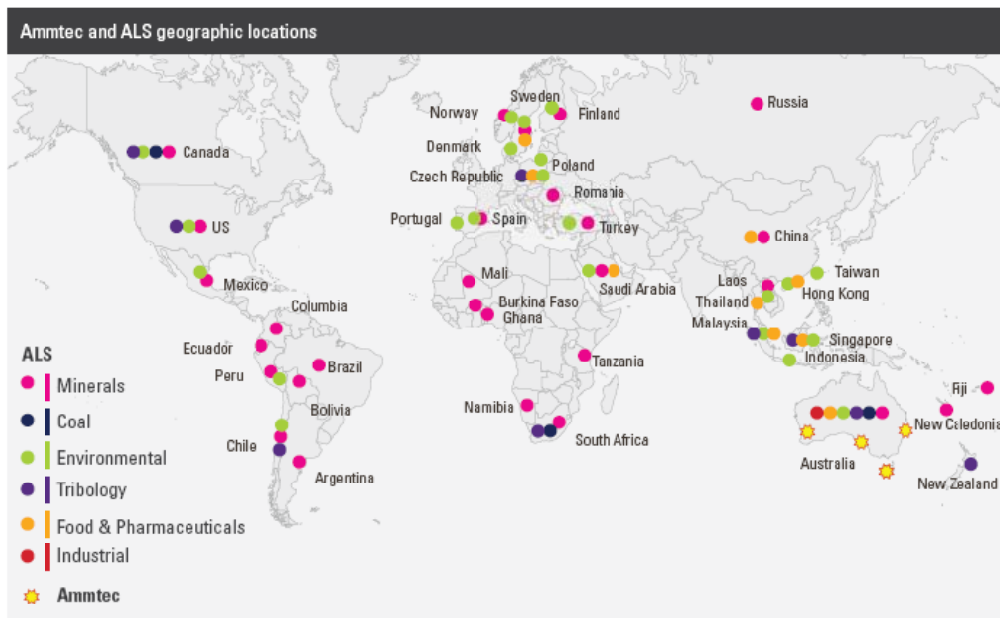 Ammtec and ALS geographic locations
Sweden
Norway
Finland
Russia
Denmark
Canada
Poland
Czech Republic
Romania
Portugal
Spain
US
Turkey
China
Mali
Laos
Taiwan
Mexico
Saudi Arabia
Hong Kong
Columbia
Burkina Faso
Thailand
Ghana
Malaysia
Ecuador
Singapore
ALS
Indonesia
Brazil
Tanzania
Peru
Minerals
Fiji
Bolivia
Namibia
Coal
New Caledonia
South Africa
Chile
Environmental
Australia
Argentina
New Zealand
Tribology
Food & Pharmaceuticals
Industrial
Ammtec